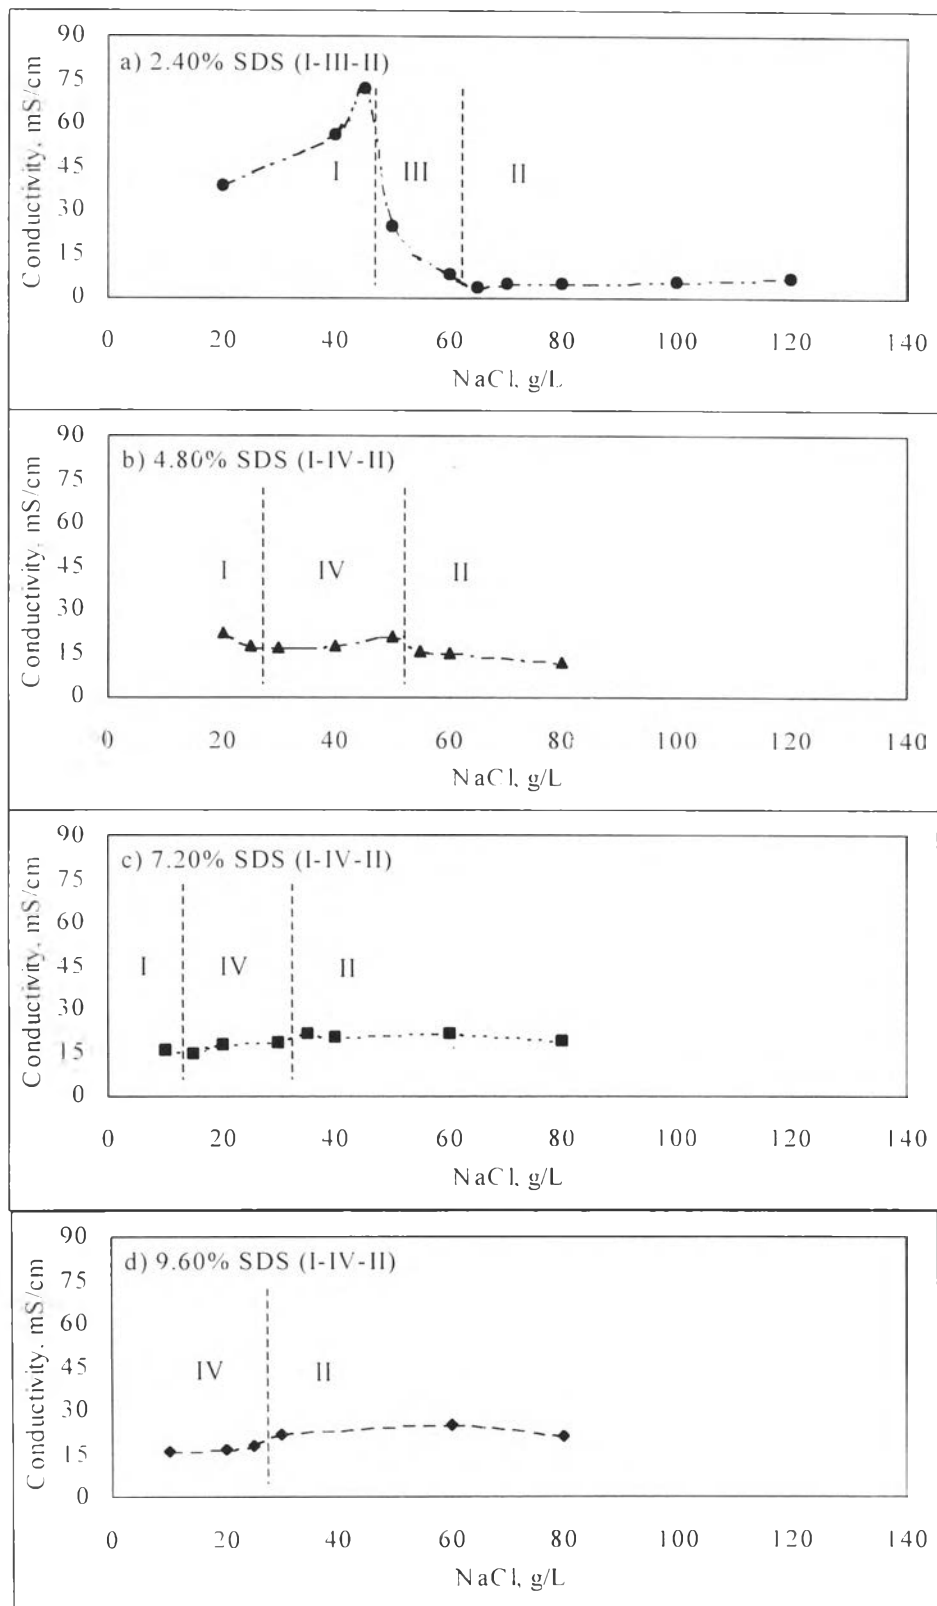 90
a) 2.40% SDS (I-III-II)
75
60
45
30
15
0
Conductivity, mS/cm
I
III
II
0 20 40 60 80 100 120 140
NaCl, g/L
90
b) 4.80% SDS (I-IV-II)
75
60
45
30
15
0
Conductivity, mS/cm
I
IV
II
0 20 40 60 80 100 120 140
NaCl, g/L
90
c) 7.20% SDS (I-IV-II)
75
60
45
30
15
0
Conductivity, mS/cm
I
IV
II
0 20 40 60 80 100 120 140
NaCl, g/L
90
d) 9.60% SDS (I-IV-II)
75
60
45
30
15
0
Conductivity, mS/cm
IV
II
0 20 40 60 80 100 120 140
NaCl, g/L